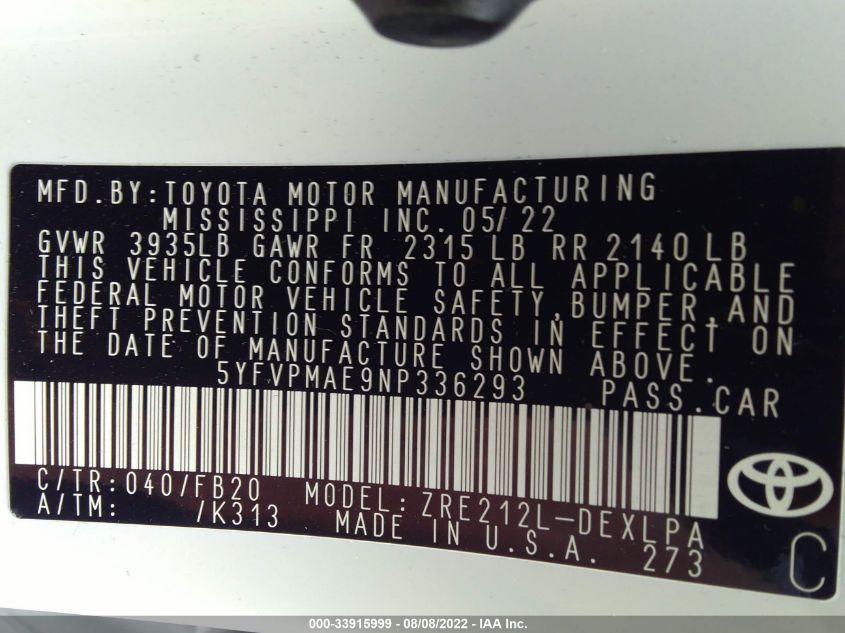 MFD.BY:TOYOTA MOTOR MANUFACTURING
MISSISSIPPI INC. 05/22
GVWR 3935LB GAWR FR 2315 LB RR 2140 LB
THIS VEHICLE CONFORMS TO ALL APPLICABLE
FEDERAL MOTOR VEHICLE SAFETY, BUMPER, AND
THEFT PREVENTION STANDARDS IN EFFECT ON
THE DATE OF MANUFACTURE SHOWN ABOVE.
5YFVPMAE9NP336293 PASS.CAR
C/TR:040/FB20 MODEL:ZRE212L-DEXLPA
A/TM: /K313 MADE IN U.S.A. 273
C
000-33915999 - 08/08/2022 - IAA Inc.